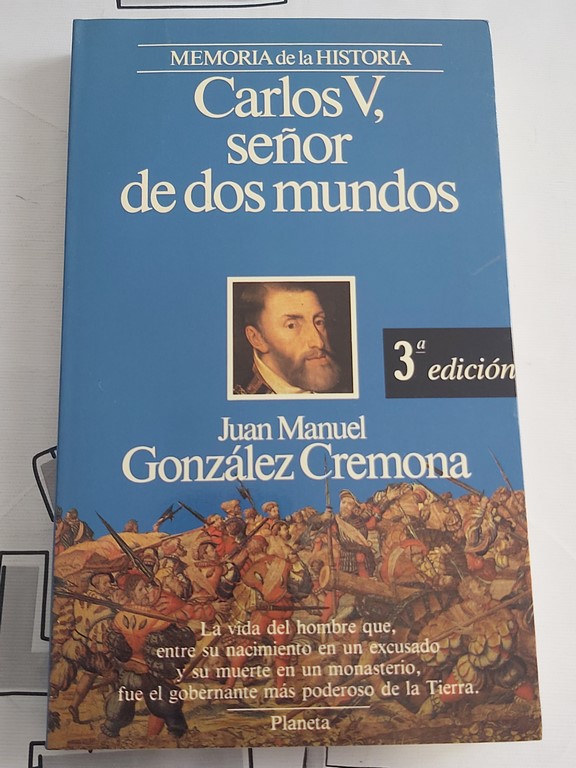 MEMORIA de la HISTORIA
Carlos V,
señor
de dos mundos
3ª edición
Juan Manuel
González Cremona
La vida del hombre que,
entre su nacimiento en un excusado
y su muerte en un monasterio,
fue el gobernante más poderoso de la Tierra.
Planeta